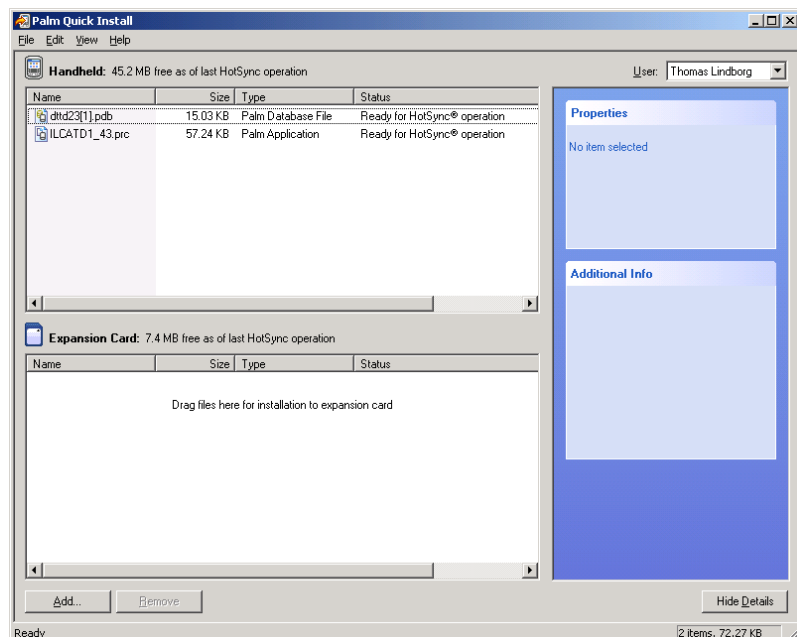 Palm Quick Install
File Edit View Help
Handheld: 45.2 MB free as of last HotSync operation
User: Thomas Lindborg
Name Size Type Status
dttd23[1].pdb 15.03 KB Palm Database File Ready for HotSync® operation
ILCATD1_43.prc 57.24 KB Palm Application Ready for HotSync® operation
Properties
No item selected
Additional Info
Expansion Card: 7.4 MB free as of last HotSync operation
Name Size Type Status
Drag files here for installation to expansion card
Add... Remove Hide Details
Ready 2 items, 72.27 KB